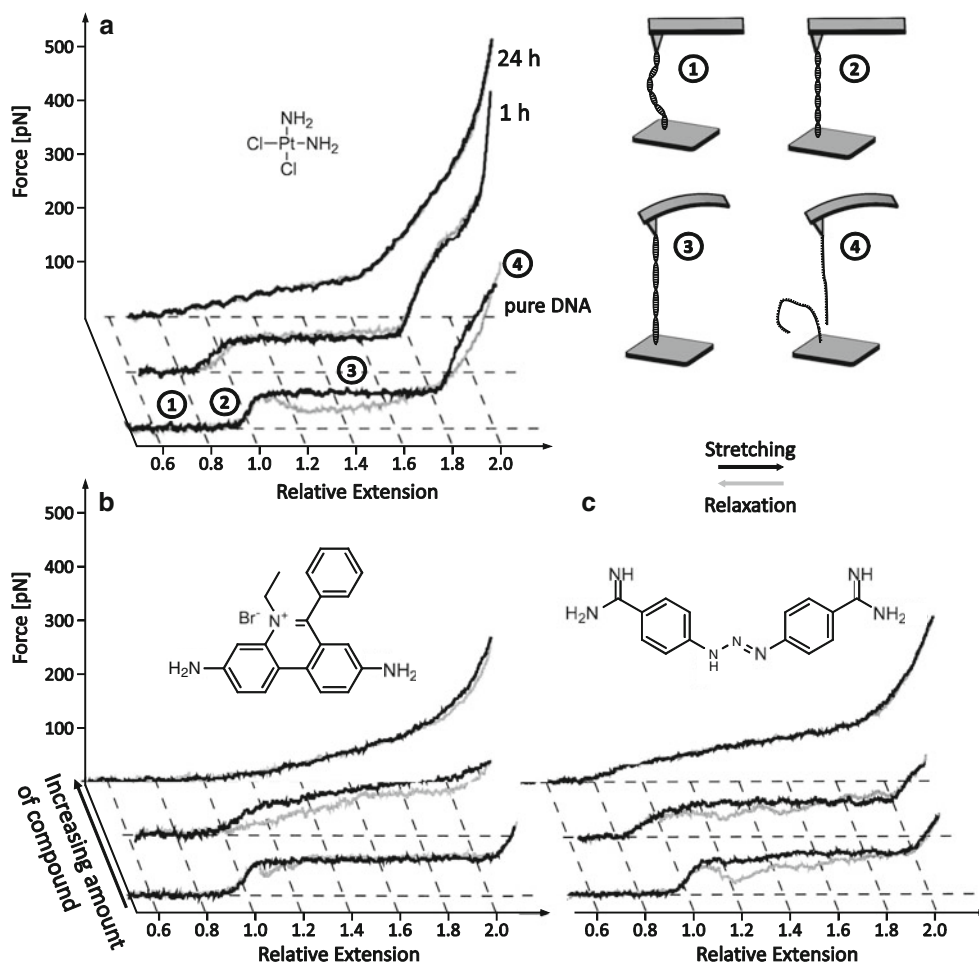 a
500
400
300
200
100
Force [pN]
NH2
Cl Pt NH2
Cl
24 h
1 h
4
pure DNA
3
1
2
0.6 0.8 1.0 1.2 1.4 1.6 1.8 2.0
Relative Extension
1
2
3
4
Stretching
Relaxation
b
500
400
300
200
100
Force [pN]
Br- N+
H2N
NH2
Increasing amount
of compound
0.6 0.8 1.0 1.2 1.4 1.6 1.8 2.0
Relative Extension
c
NH NH
H2N NH2
N N N
H
0.6 0.8 1.0 1.2 1.4 1.6 1.8 2.0
Relative Extension